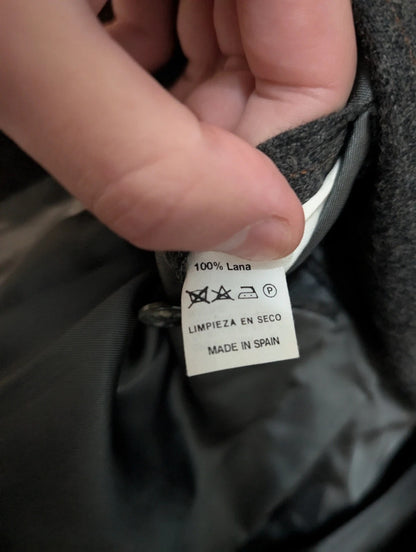 100% Lana
P
LIMPIEZA EN SECO
MADE IN SPAIN